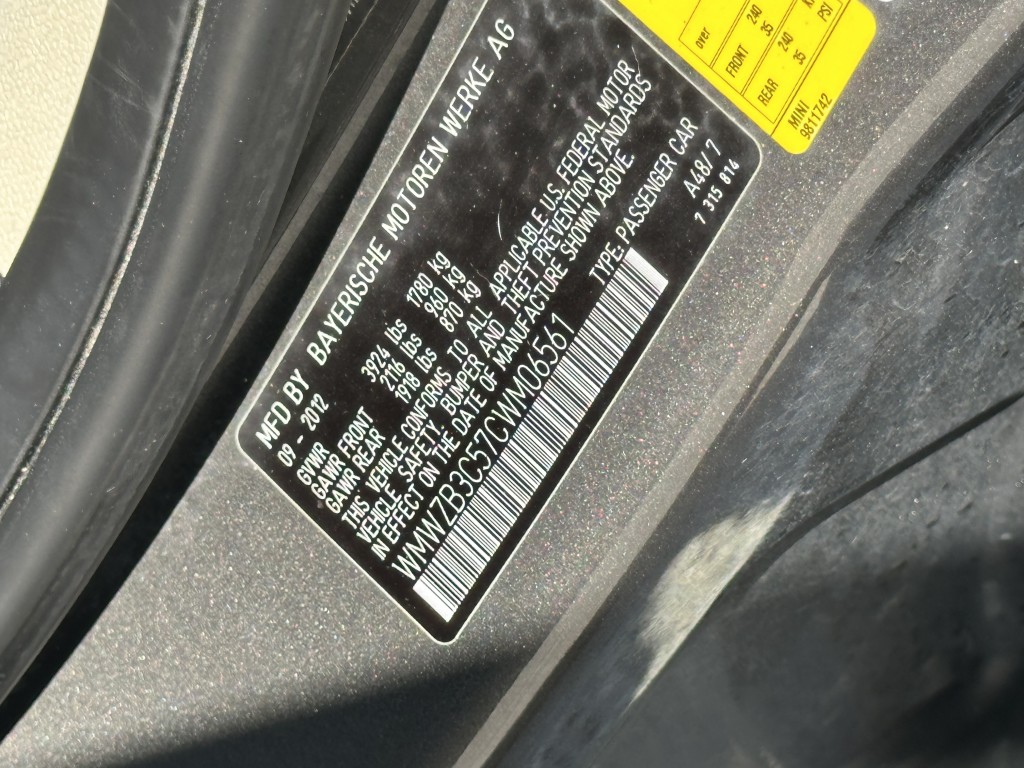 MFD BY BAYERISCHE MOTOREN WERKE AG
09 - 2012
GVWR 3924 lbs 1780 kg
GAWR FRONT 2116 lbs 960 kg
GAWR REAR 1918 lbs 870 kg
THIS VEHICLE CONFORMS TO ALL APPLICABLE U.S. FEDERAL MOTOR
VEHICLE SAFETY, BUMPER AND THEFT PREVENTION STANDARDS
IN EFFECT ON THE DATE OF MANUFACTURE SHOWN ABOVE.
WMWZB3C57CWM06561 TYPE: PASSENGER CAR
A48/7
7 315 814
over
FRONT 240 35
REAR 240 35 PSI
MINI
9811742